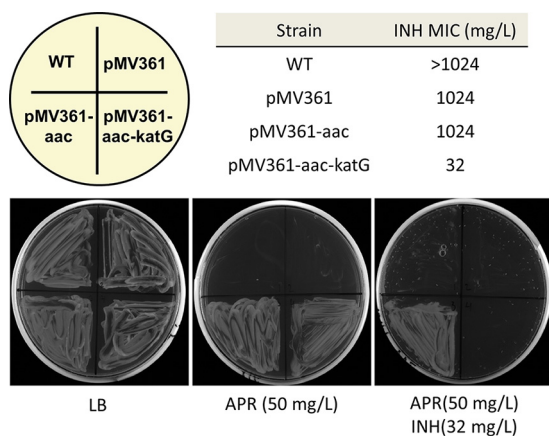 WT
pMV361
pMV361-
aac
pMV361-
aac-katG
Strain INH MIC (mg/L)
WT >1024
pMV361 1024
pMV361-aac 1024
pMV361-aac-katG 32
LB
APR (50 mg/L)
APR(50 mg/L)
INH(32 mg/L)